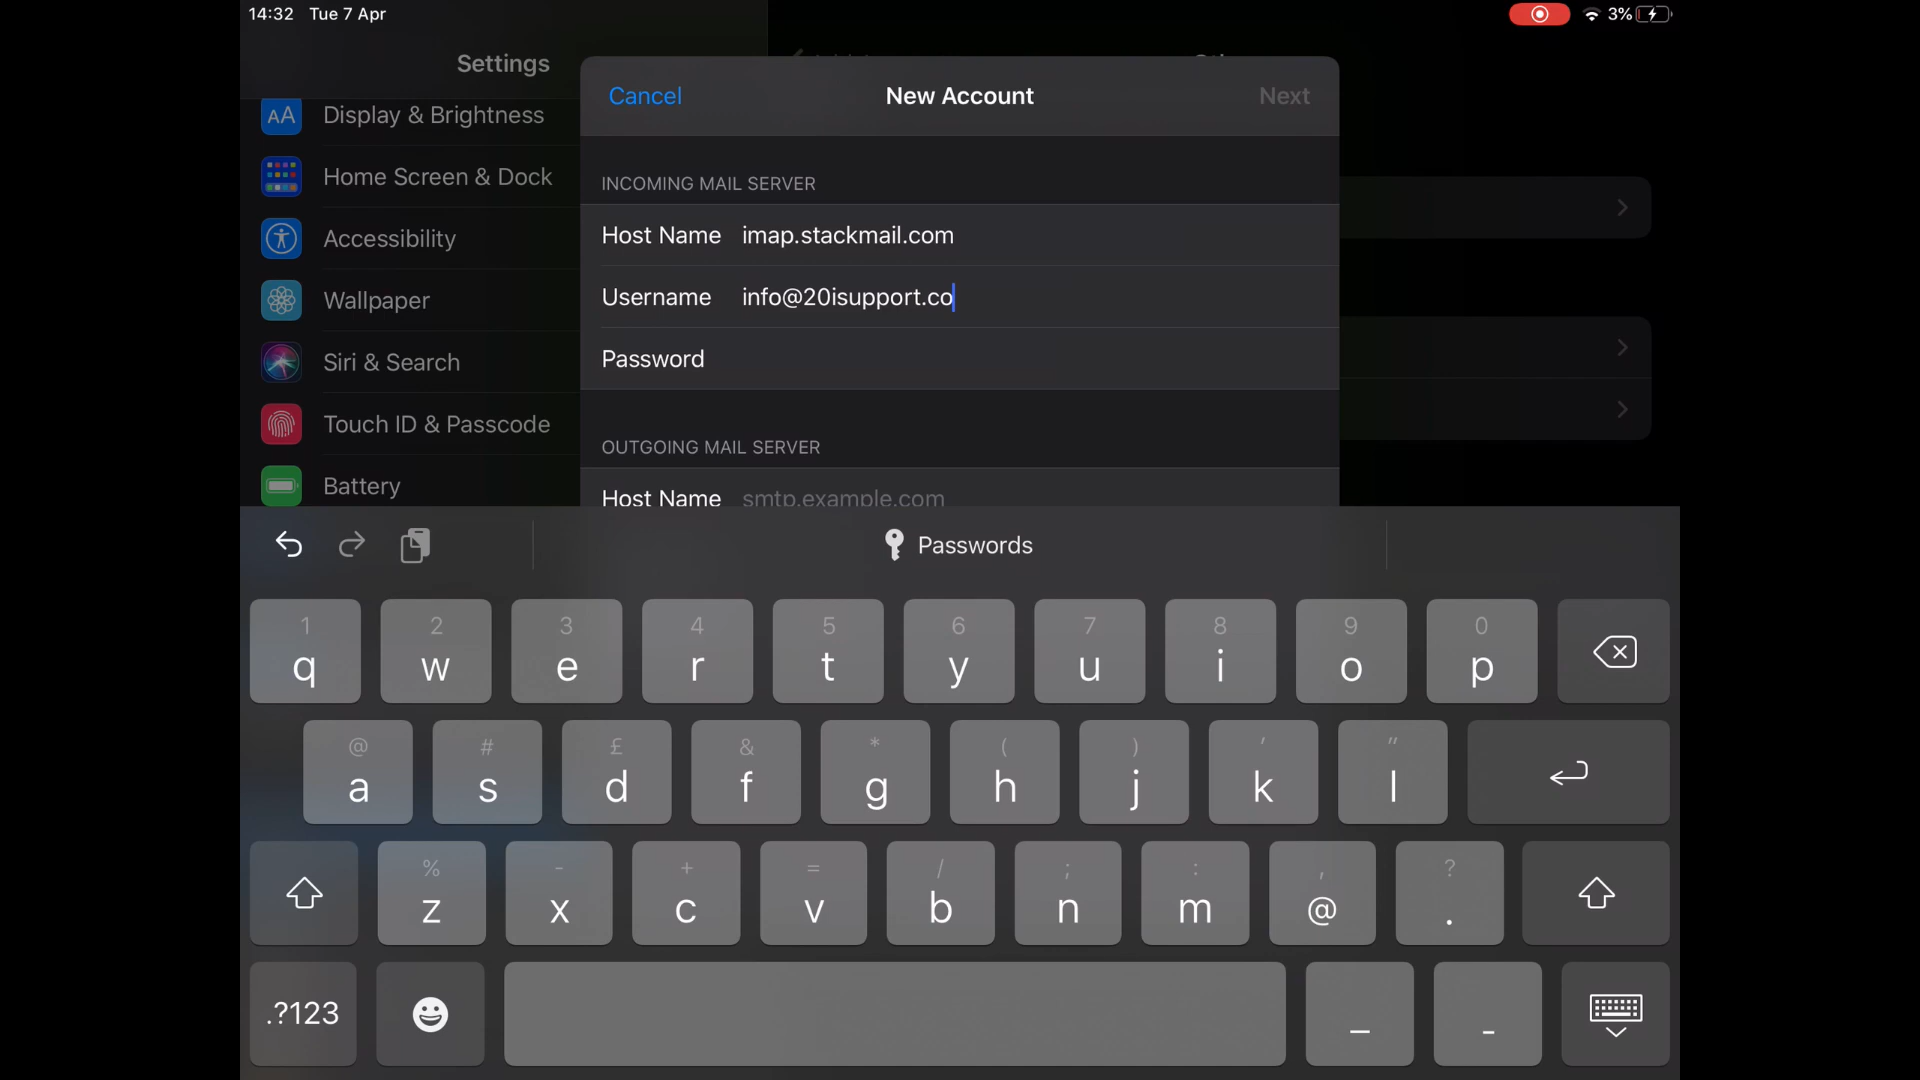 14:32 Tue 7 Apr
3%
Settings
Cancel
New Account
Next
Display & Brightness
INCOMING MAIL SERVER
Home Screen & Dock
Host Name imap.stackmail.com
Accessibility
Username info@20isupport.co
Wallpaper
Password
Siri & Search
Touch ID & Passcode
OUTGOING MAIL SERVER
Battery
Host Name smtp.example.com
Passwords
1 2 3 4 5 6 7 8 9 0
q w e r t y u i o p
@ # £ & * ( ) ' "
a s d f g h j k l
% - + = / ; : , ?
z x c v b n m @ .
.?123 _ -